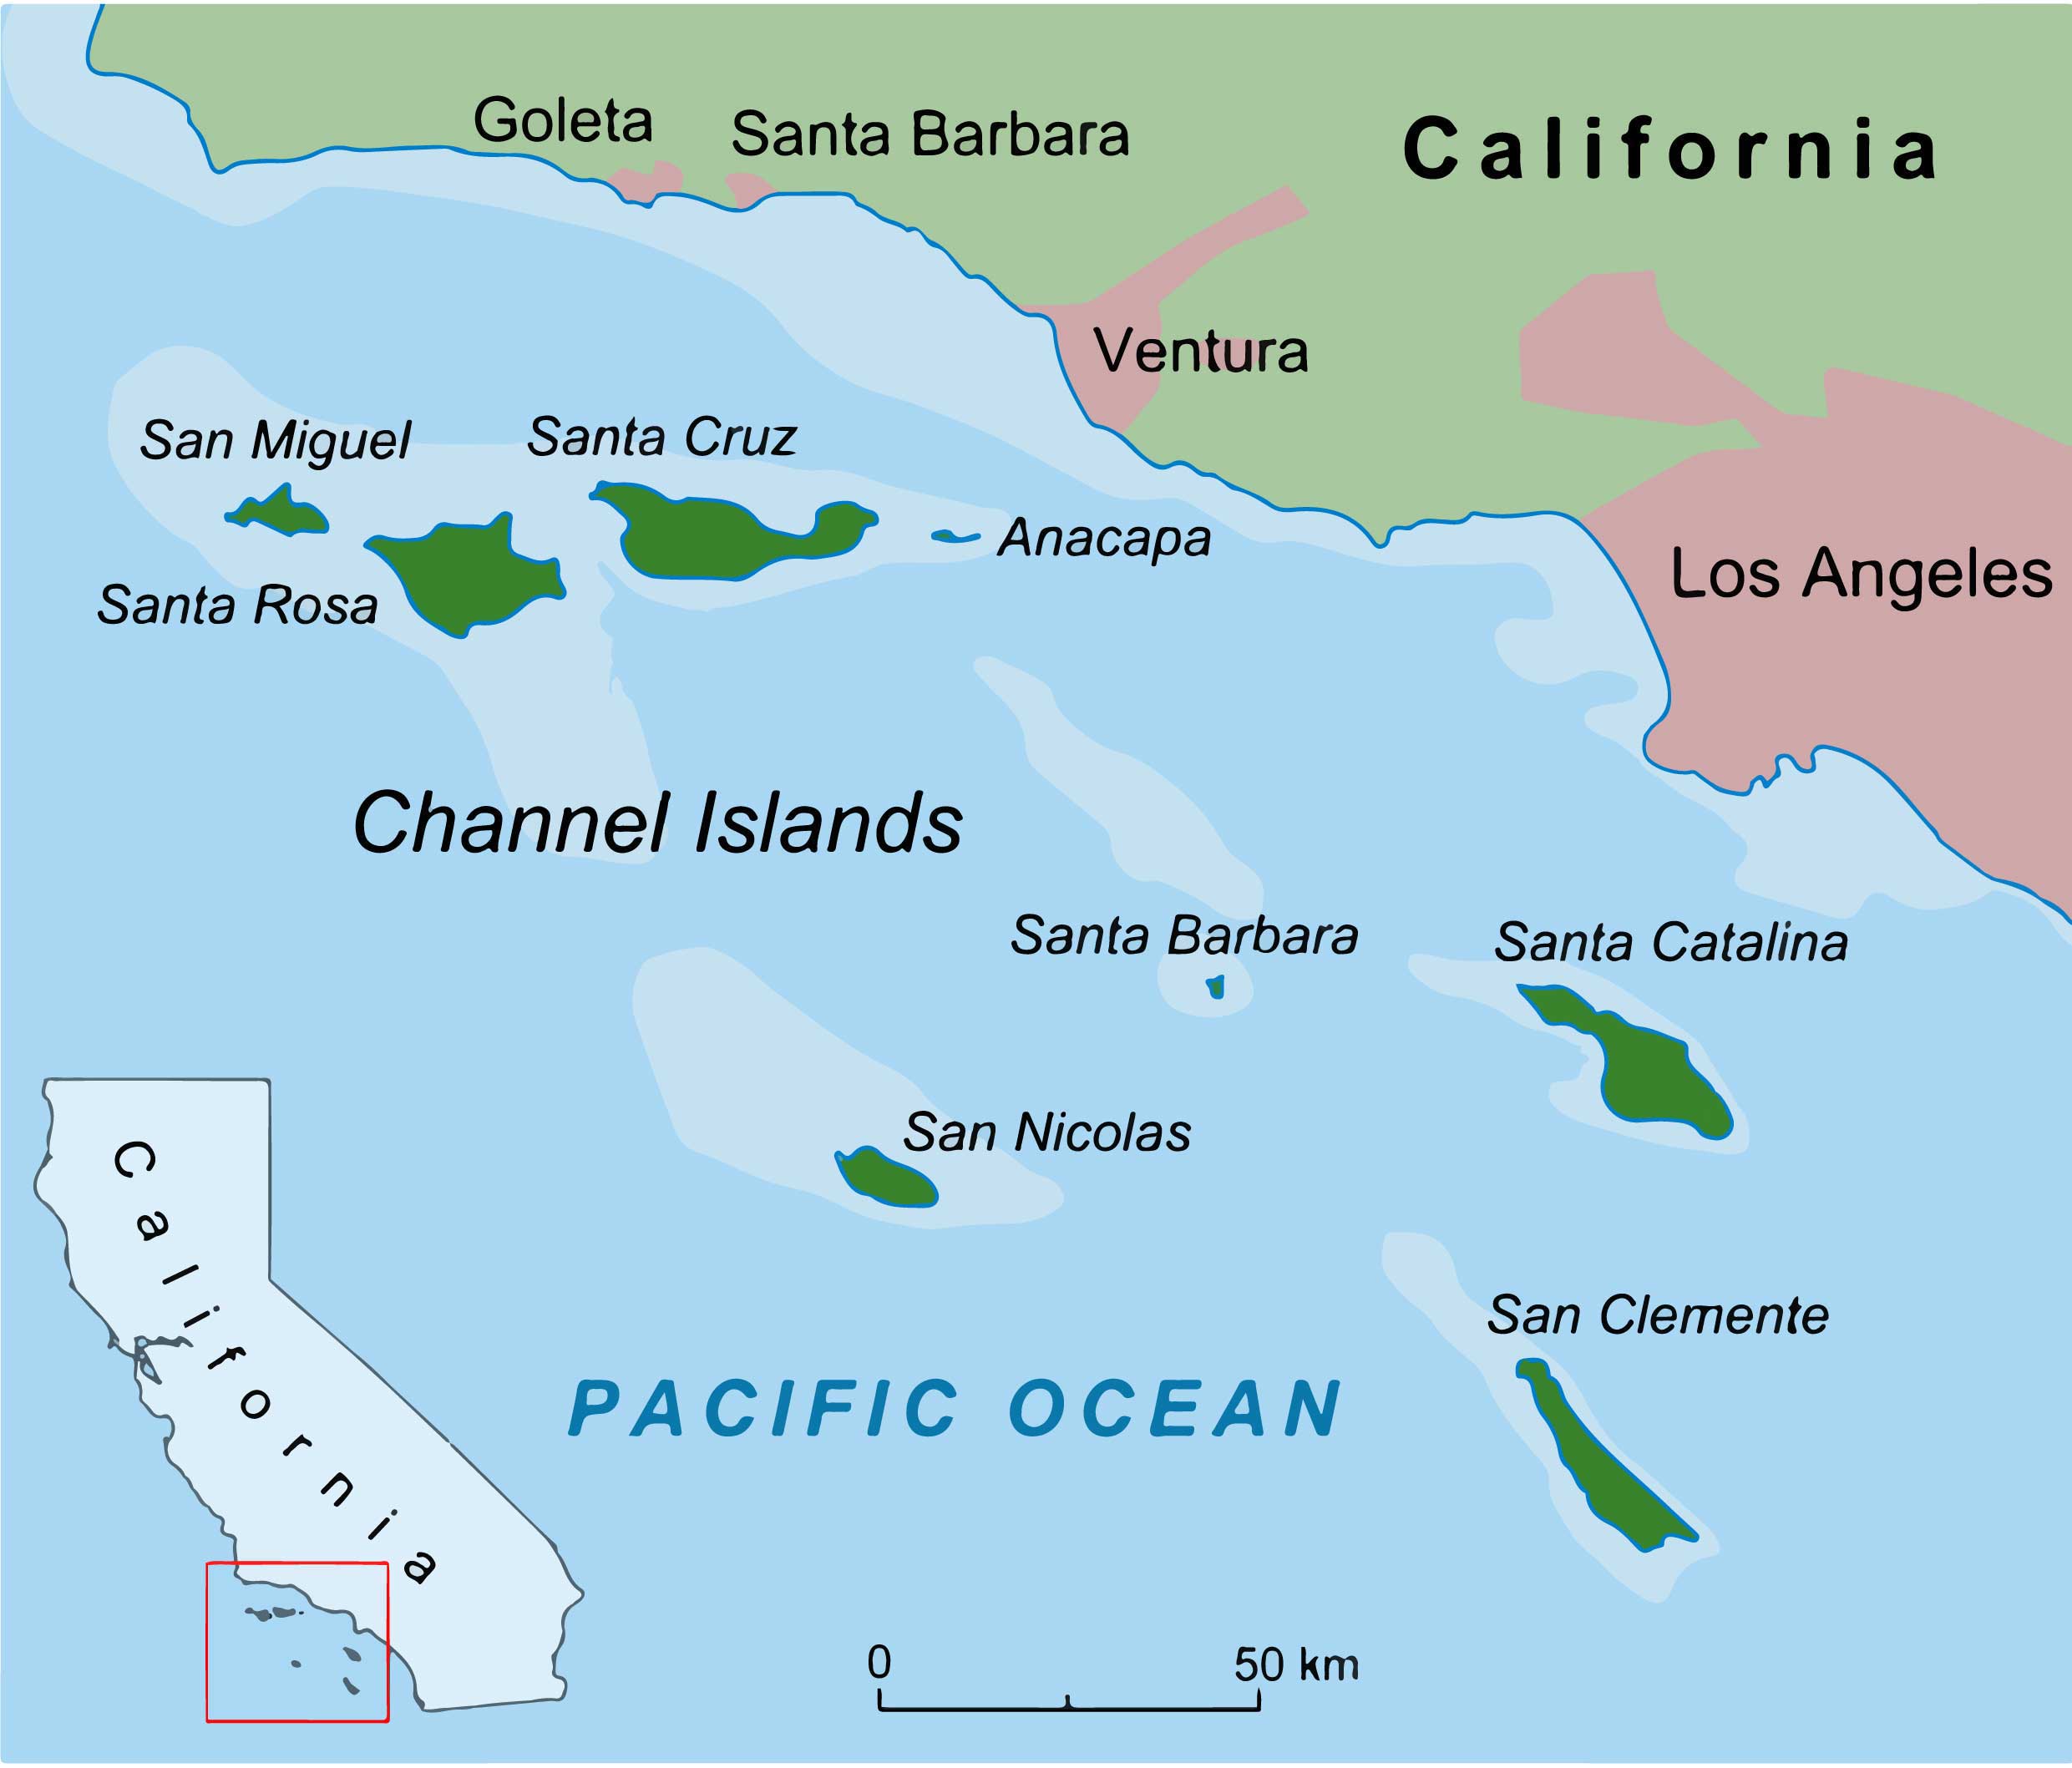 Goleta
Santa Barbara
California
Ventura
San Miguel
Santa Cruz
Anacapa
Santa Rosa
Los Angeles
Channel Islands
Santa Barbara
Santa Catalina
San Nicolas
California
San Clemente
PACIFIC OCEAN
0 50 km